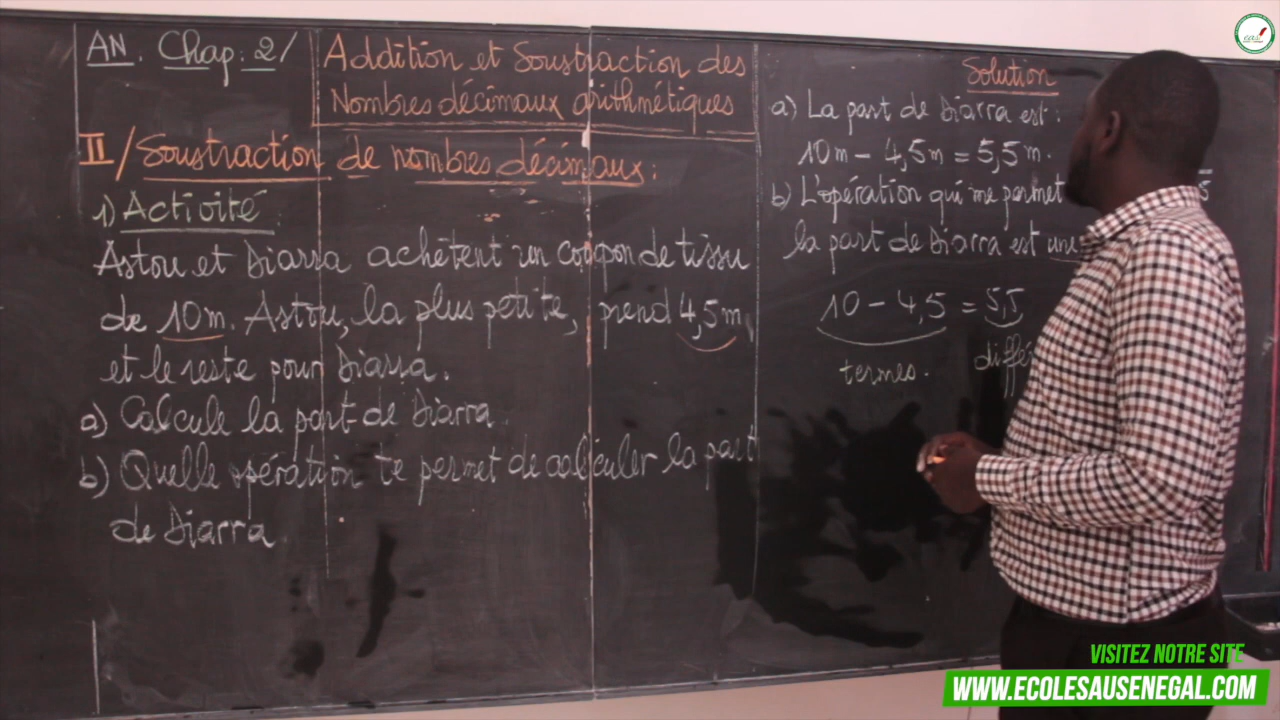 AN. Chap: 2/
Addition et Soustraction des
Nombres décimaux arithmétiques
II/ Soustraction de nombres décimaux:
1) Activité
Astou et Diarra achètent un coupon de tissu
de 10m. Astou, la plus petite, prend 4,5m
et le reste pour Diarra.
a) Calcule la part de Diarra.
b) Quelle opération te permet de calculer la part
de Diarra
Solution
a) La part de Diarra est:
10m - 4,5m = 5,5m.
b) L'opération qui me permet
la part de Diarra est une
10 - 4,5 = 5,5
termes. diffé
eas!
VISITEZ NOTRE SITE
WWW.ECOLESAUSENEGAL.COM